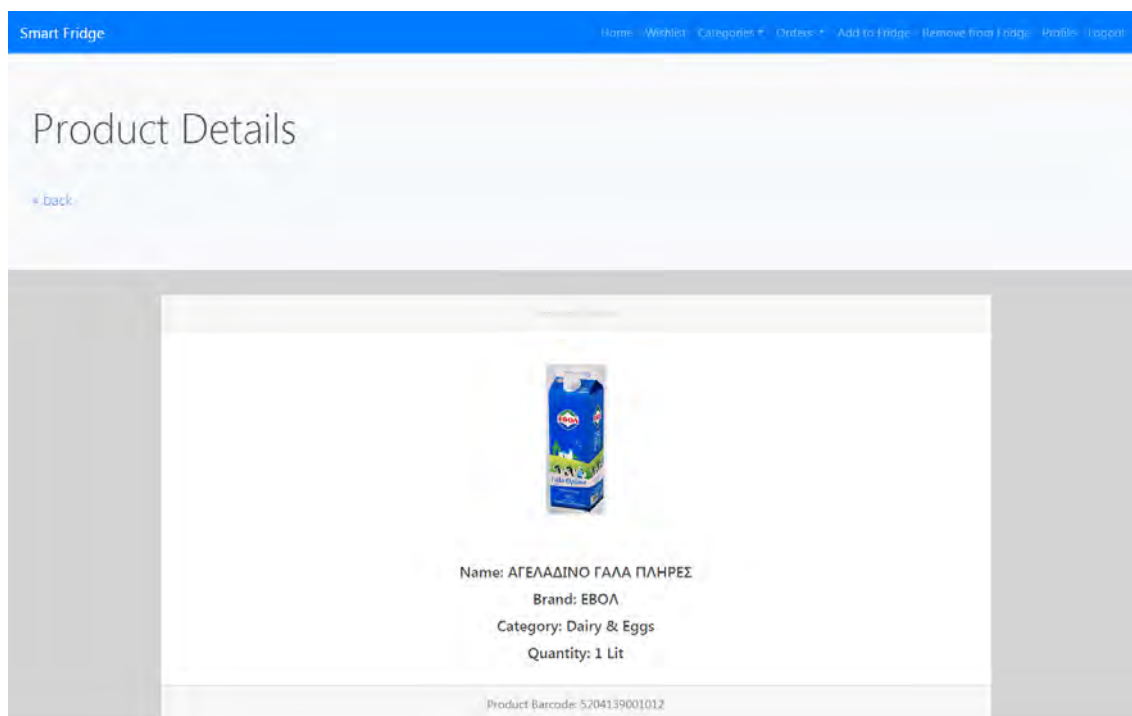 Smart Fridge
Home Wishlist Categories Orders Add to Fridge Remove from Fridge Profile Logout
Product Details
« back
ΕΒΟΛ
Name: ΑΓΕΛΑΔΙΝΟ ΓΑΛΑ ΠΛΗΡΕΣ
Brand: ΕΒΟΛ
Category: Dairy & Eggs
Quantity: 1 Lit
Product Barcode: 5204139001012